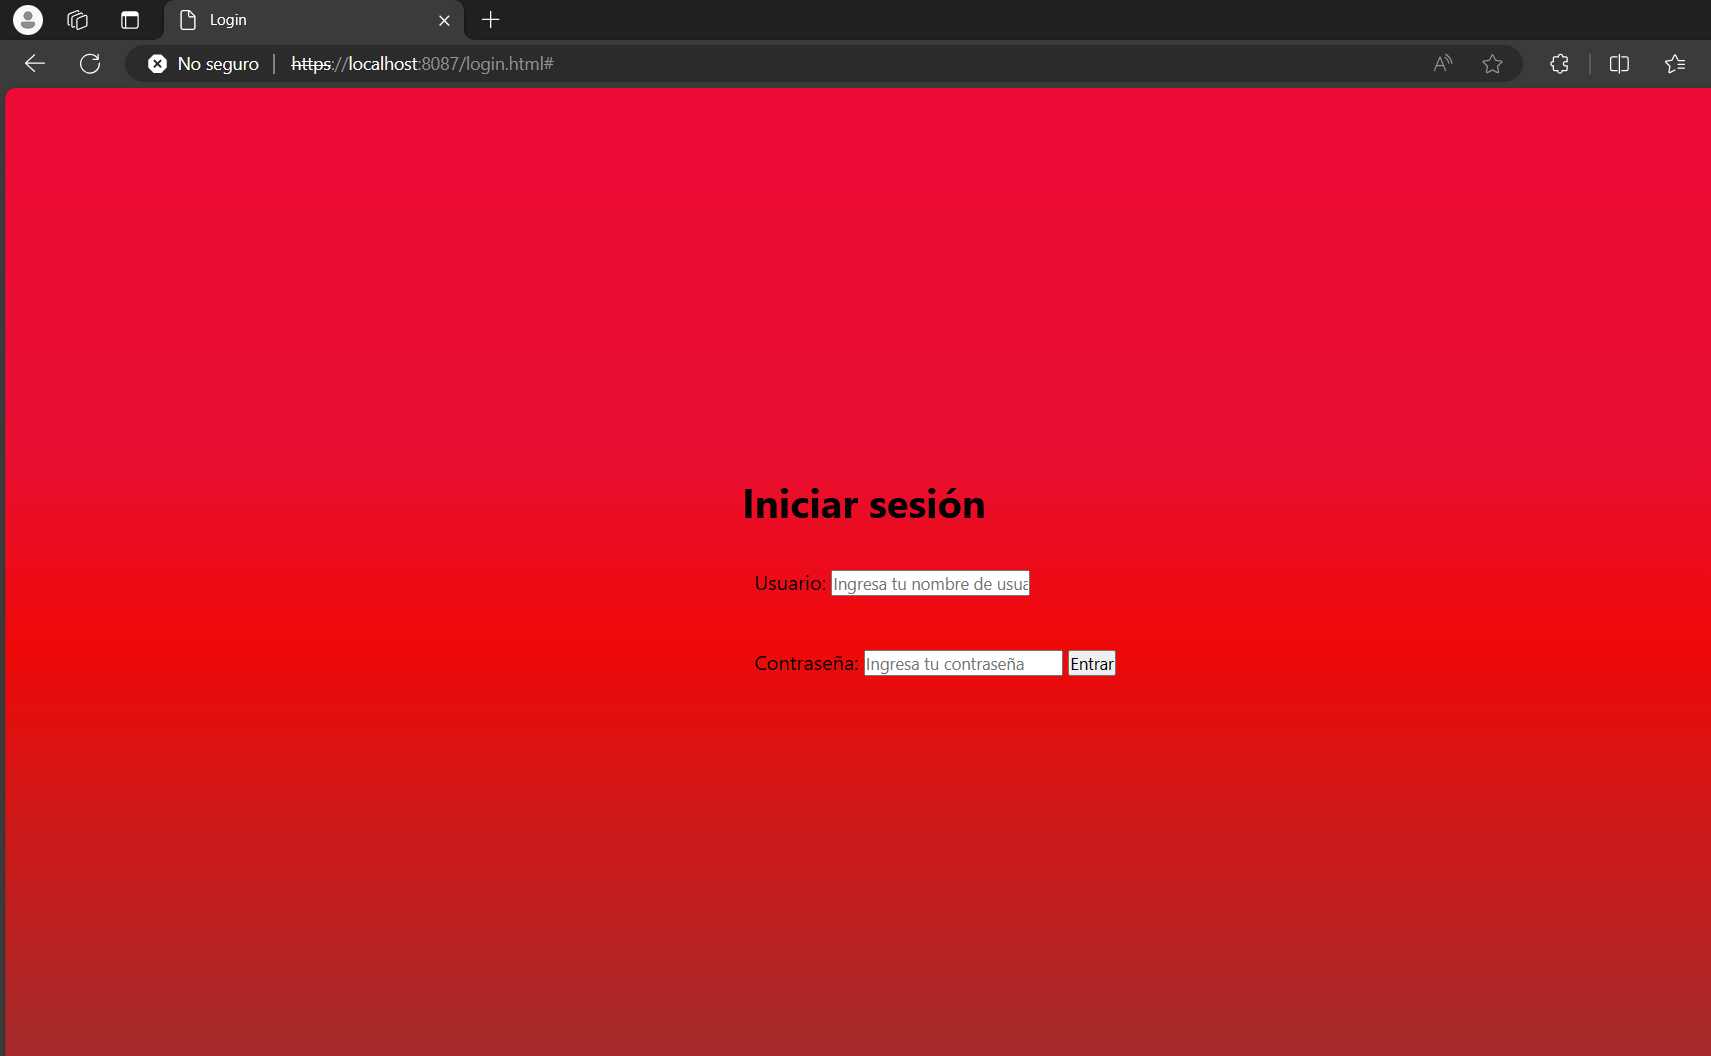 Login
No seguro
https://localhost:8087/login.html#
Iniciar sesión
Usuario: Ingresa tu nombre de usua
Contraseña: Ingresa tu contraseña Entrar